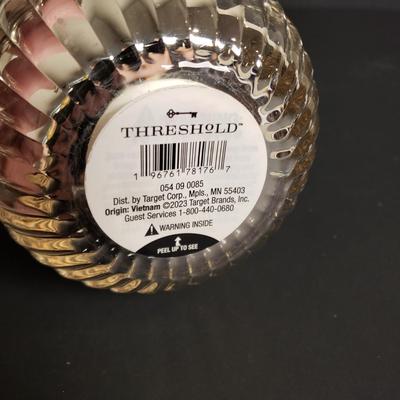 THRESHOLD™
1 96761 78176 7
054 09 0085
Dist. by Target Corp., Mpls., MN 55403
Origin: Vietnam ©2023 Target Brands, Inc.
Guest Services 1-800-440-0680
WARNING INSIDE
PEEL UP TO SEE